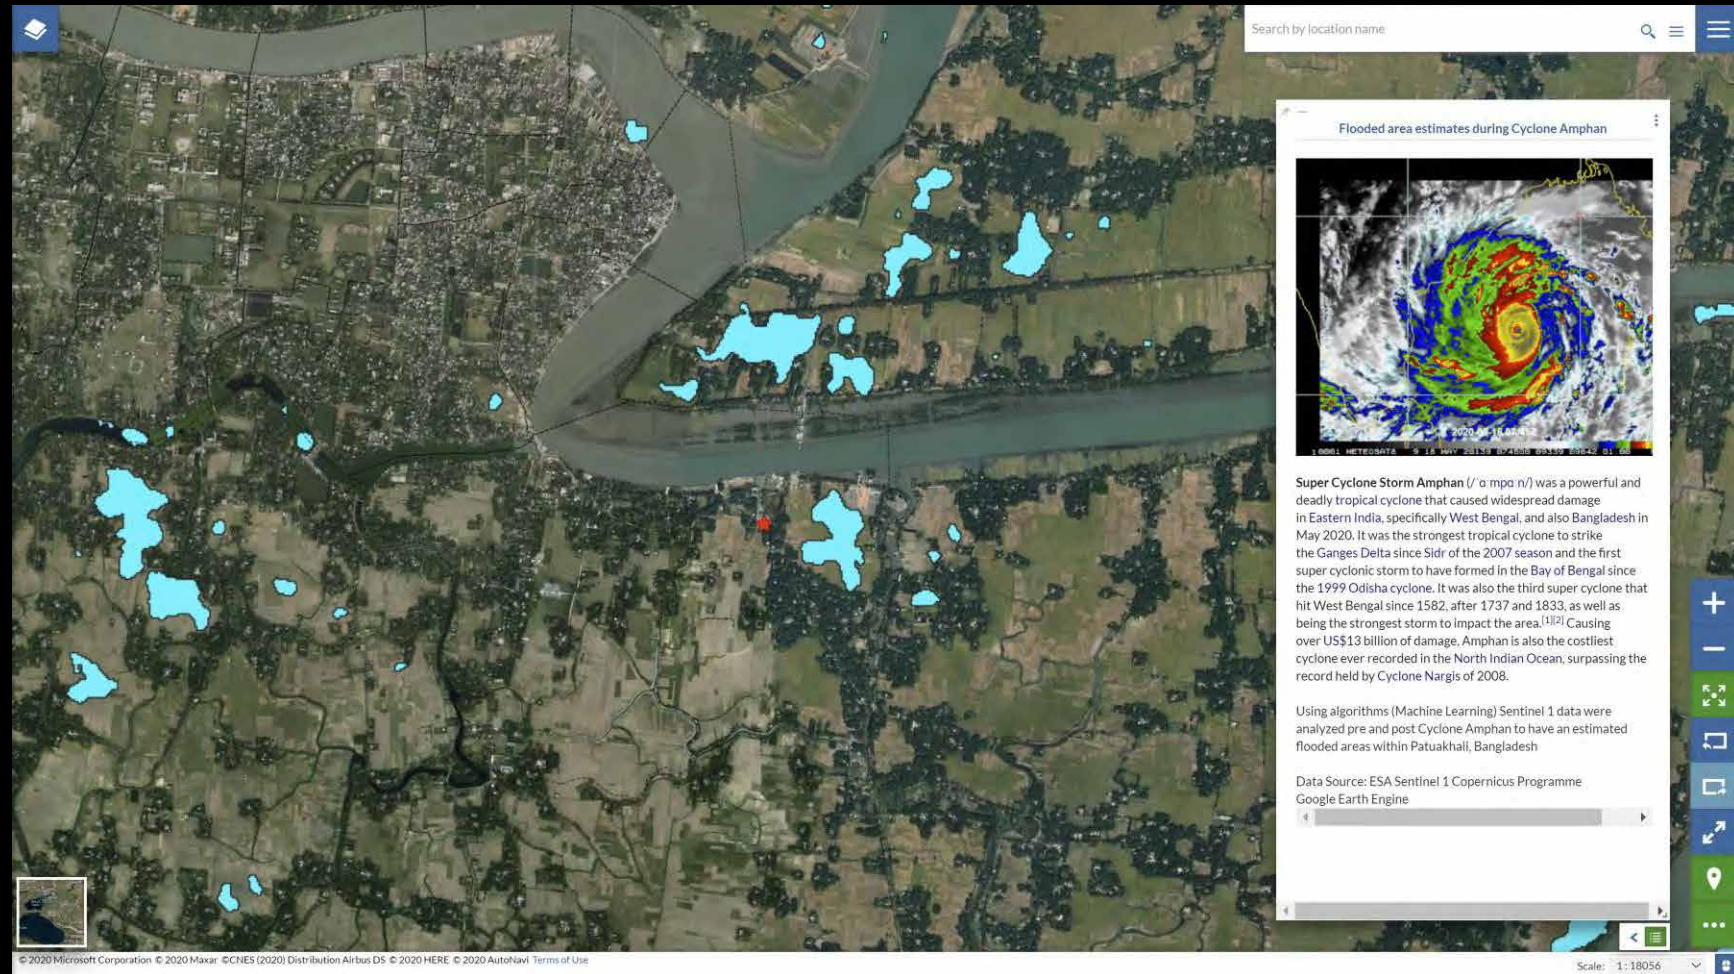 Search by location name
Flooded area estimates during Cyclone Amphan
Super Cyclone Storm Amphan (/ˈɑːmpɑːn/) was a powerful and
deadly tropical cyclone that caused widespread damage
in Eastern India, specifically West Bengal, and also Bangladesh in
May 2020. It was the strongest tropical cyclone to strike
the Ganges Delta since Sidr of the 2007 season and the first
super cyclonic storm to have formed in the Bay of Bengal since
the 1999 Odisha cyclone. It was also the third super cyclone that
hit West Bengal since 1582, after 1737 and 1833, as well as
being the strongest storm to impact the area.[1][2] Causing
over US$13 billion of damage, Amphan is also the costliest
cyclone ever recorded in the North Indian Ocean, surpassing the
record held by Cyclone Nargis of 2008.
Using algorithms (Machine Learning) Sentinel 1 data were
analyzed pre and post Cyclone Amphan to have an estimated
flooded areas within Patuakhali, Bangladesh
Data Source: ESA Sentinel 1 Copernicus Programme
Google Earth Engine
© 2020 Microsoft Corporation © 2020 Maxar ©CNES (2020) Distribution Airbus DS © 2020 HERE © 2020 AutoNavi Terms of Use
Scale: 1 : 18056